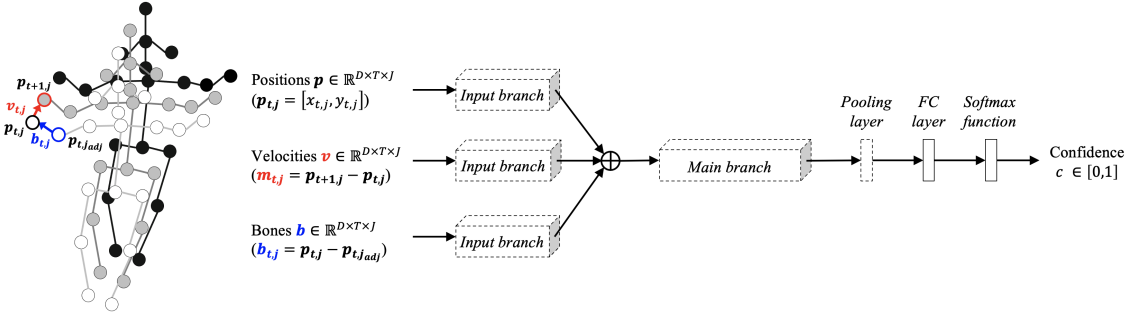 p_{t+1,j}
v_{t,j}
p_{t,j}
b_{t,j}
p_{t,j_{adj}}
Positions p ∈ ℝ^{D×T×J}
(p_{t,j} = [x_{t,j}, y_{t,j}])
Input branch
Velocities v ∈ ℝ^{D×T×J}
(m_{t,j} = p_{t+1,j} − p_{t,j})
Input branch
Bones b ∈ ℝ^{D×T×J}
(b_{t,j} = p_{t,j} − p_{t,j_{adj}})
Input branch
Main branch
Pooling
layer
FC
layer
Softmax
function
Confidence
c ∈ [0,1]